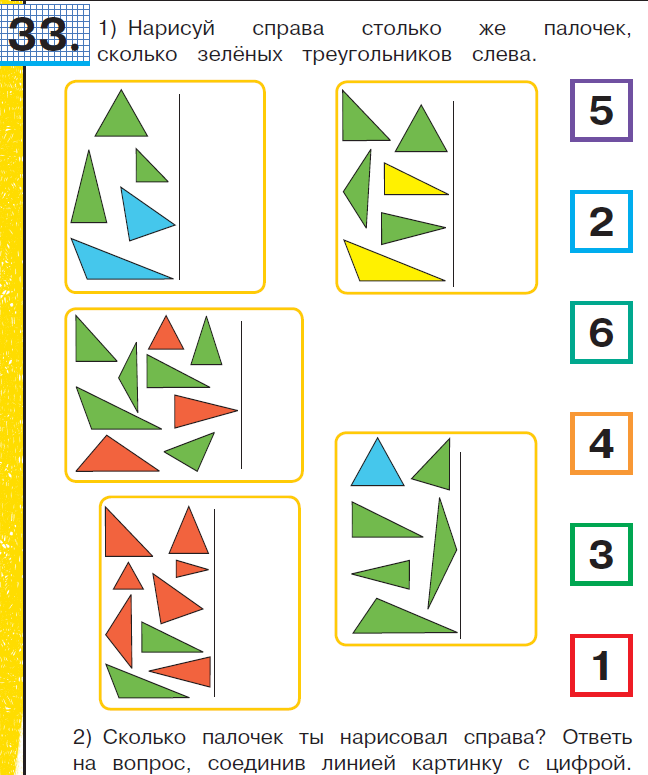 33.
1) Нарисуй справа столько же палочек,
сколько зелёных треугольников слева.
5
2
6
4
3
1
2) Сколько палочек ты нарисовал справа? Ответь
на вопрос, соединив линией картинку с цифрой.